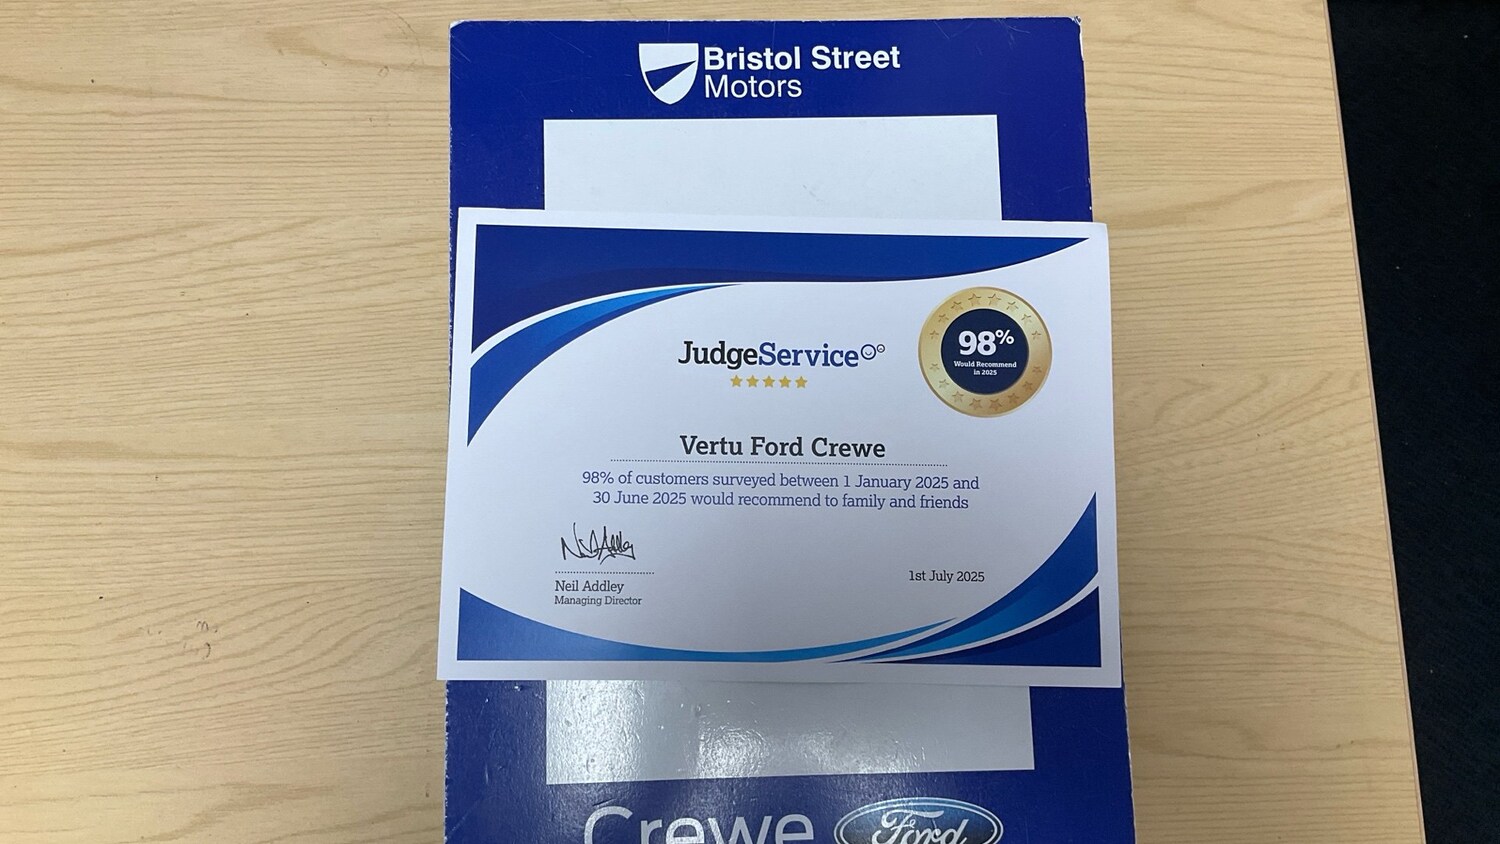 Bristol Street
Motors
JudgeService
98%
Would Recommend
in 2025
Vertu Ford Crewe
98% of customers surveyed between 1 January 2025 and
30 June 2025 would recommend to family and friends
Neil Addley
1st July 2025
Neil Addley
Managing Director
Crewe
Ford